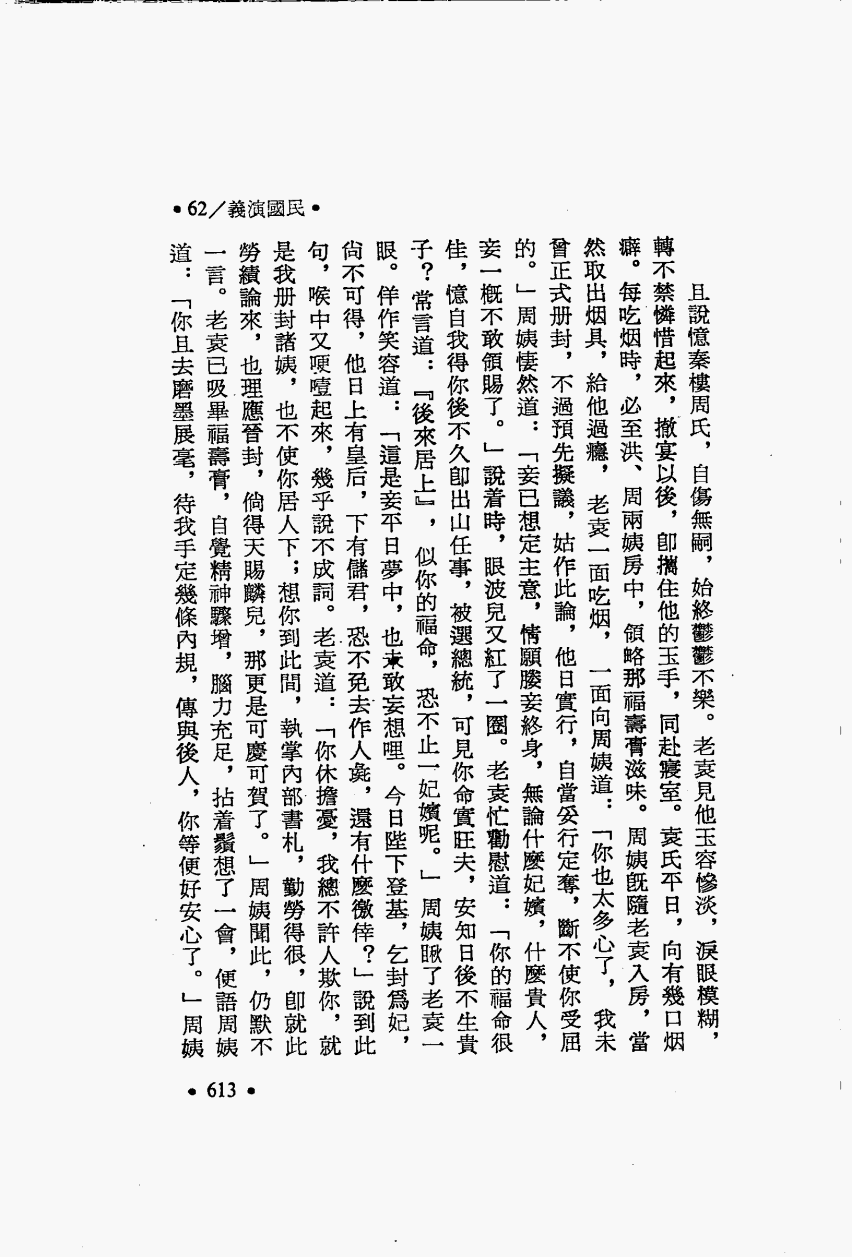 •62／義演國民•
且說憶秦樓周氏，自傷無嗣，始終鬱鬱不樂。老袁見他玉容慘淡，淚眼模糊，
轉不禁憐惜起來，撤宴以後，卽攜住他的玉手，同赴寢室。袁氏平日，向有幾口烟
癖。每吃烟時，必至洪、周兩姨房中，領略那福壽膏滋味。周姨旣隨老袁入房，當
然取出烟具，給他過癮，老袁一面吃烟，一面向周姨道：「你也太多心了，我未
曾正式册封，不過預先擬議，姑作此論，他日實行，自當妥行定奪，斷不使你受屈
的。」周姨悽然道：「妾已想定主意，情願媵妾終身，無論什麼妃嬪，什麼貴人，
妾一概不敢領賜了。」說着時，眼波兒又紅了一圈。老袁忙勸慰道：「你的福命很
佳，憶自我得你後不久卽出山任事，被選總統，可見你命實旺夫，安知日後不生貴
子？常言道：『後來居上』，似你的福命，恐不止一妃嬪呢。」周姨瞅了老袁一
眼。佯作笑容道：「這是妾平日夢中，也未敢妄想哩。今日陛下登基，乞封爲妃，
尙不可得，他日上有皇后，下有儲君，恐不免去作人彘，還有什麼徼倖？」說到此
句，喉中又哽噎起來，幾乎說不成詞。老袁道：「你休擔憂，我總不許人欺你，就
是我册封諸姨，也不使你居人下；想你到此間，執掌內部書札，勤勞得很，卽就此
勞績論來，也理應晉封，倘得天賜麟兒，那更是可慶可賀了。」周姨聞此，仍默不
一言。老袁已吸畢福壽膏，自覺精神驟增，腦力充足，拈着鬚想了一會，便語周姨
道：「你且去磨墨展毫，待我手定幾條內規，傳與後人，你等便好安心了。」周姨
•613•